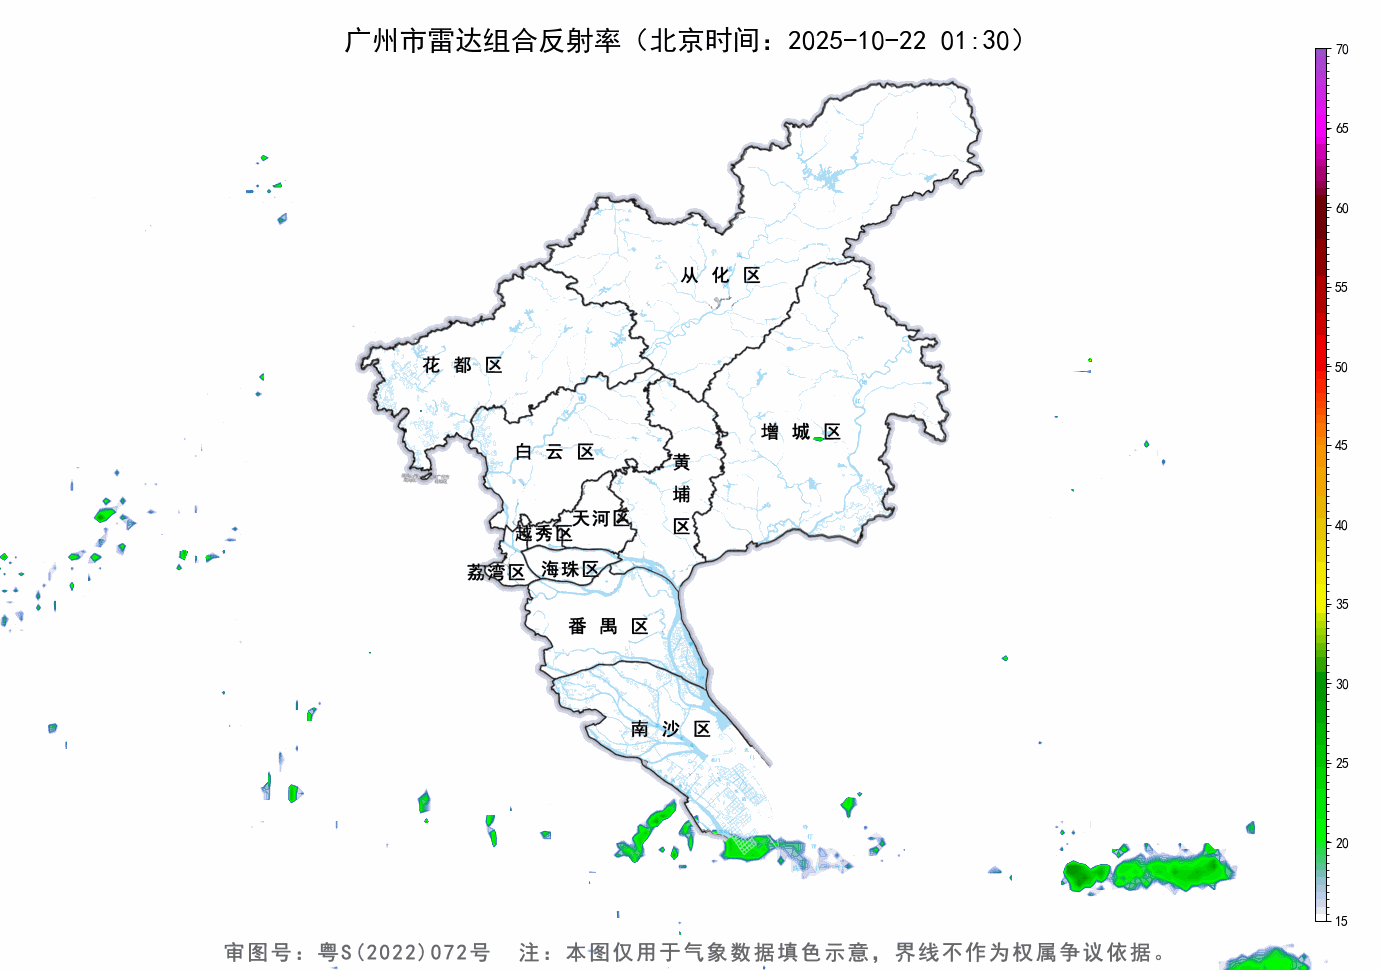 广州市雷达组合反射率（北京时间：2025-10-22 01:30）
70
65
60
55
50
45
40
35
30
25
20
15
从化区
花都区
增城区
白云区
黄埔区
天河区
越秀区
海珠区
荔湾区
番禺区
南沙区
审图号：粤S(2022)072号 注：本图仅用于气象数据填色示意，界线不作为权属争议依据。